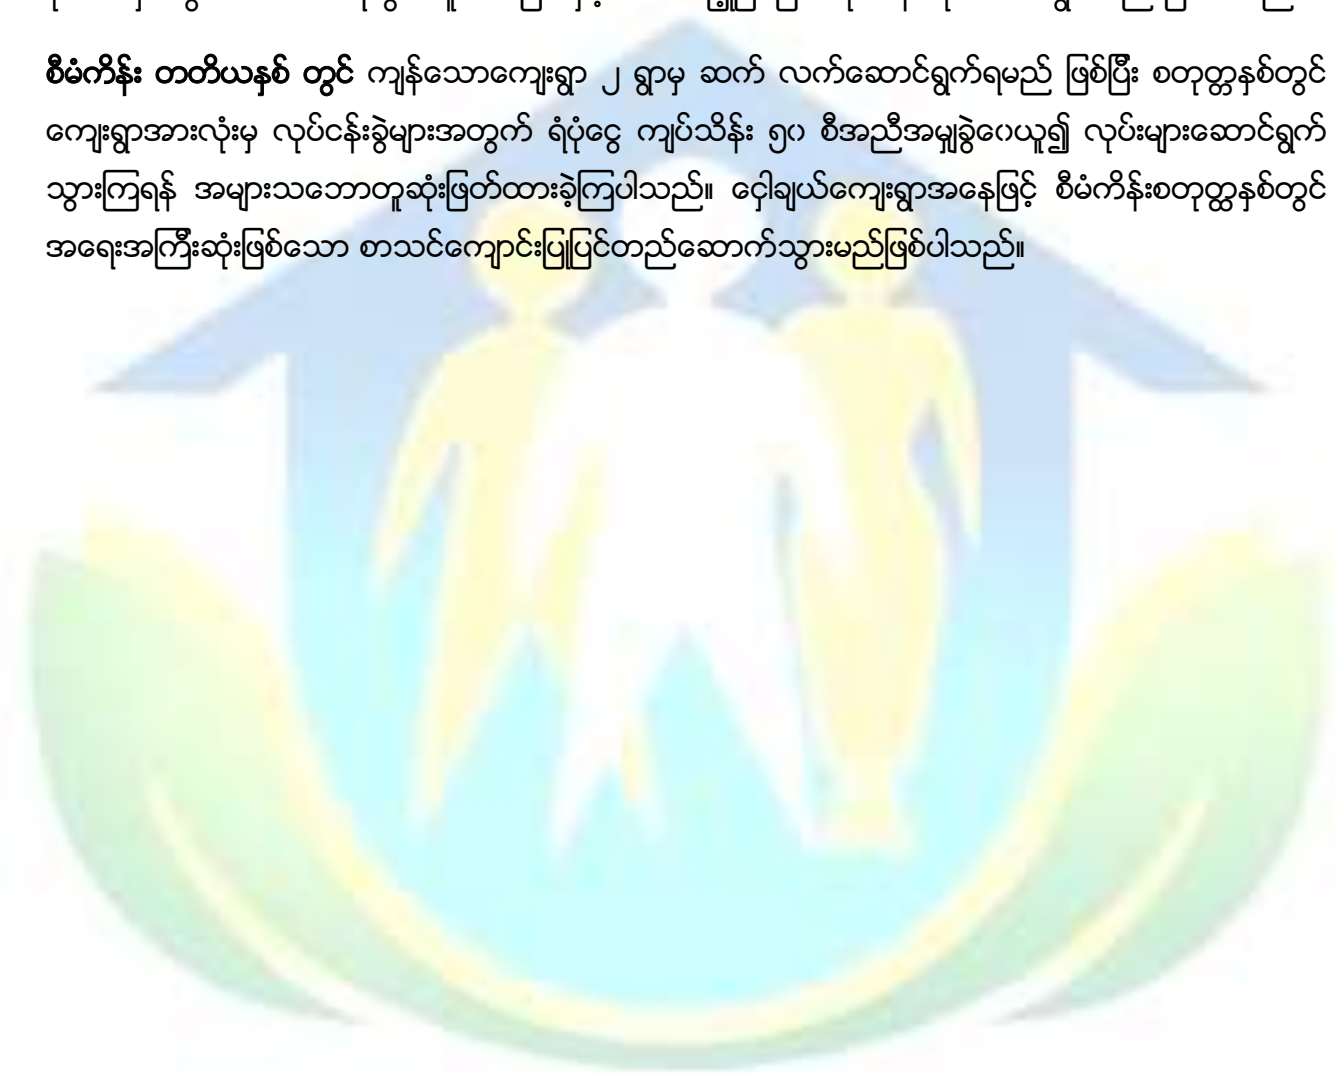 စီမံကိန်း တတိယနှစ် တွင် ကျန်သောကျေးရွာ ၂ ရွာမှ ဆက် လက်ဆောင်ရွက်ရမည် ဖြစ်ပြီး စတုတ္တနှစ်တွင်
ကျေးရွာအားလုံးမှ လုပ်ငန်းခွဲများအတွက် ရံပုံငွေ ကျပ်သိန်း ၅၀ စီအညီအမျှခွဲဝေယူ၍ လုပ်းများဆောင်ရွက်
သွားကြရန် အများသဘောတူဆုံးဖြတ်ထားခဲ့ကြပါသည်။ ငှေါချယ်ကျေးရွာအနေဖြင့် စီမံကိန်းစတုတ္ထနှစ်တွင်
အရေးအကြီးဆုံးဖြစ်သော စာသင်ကျောင်းပြုပြင်တည်ဆောက်သွားမည်ဖြစ်ပါသည်။